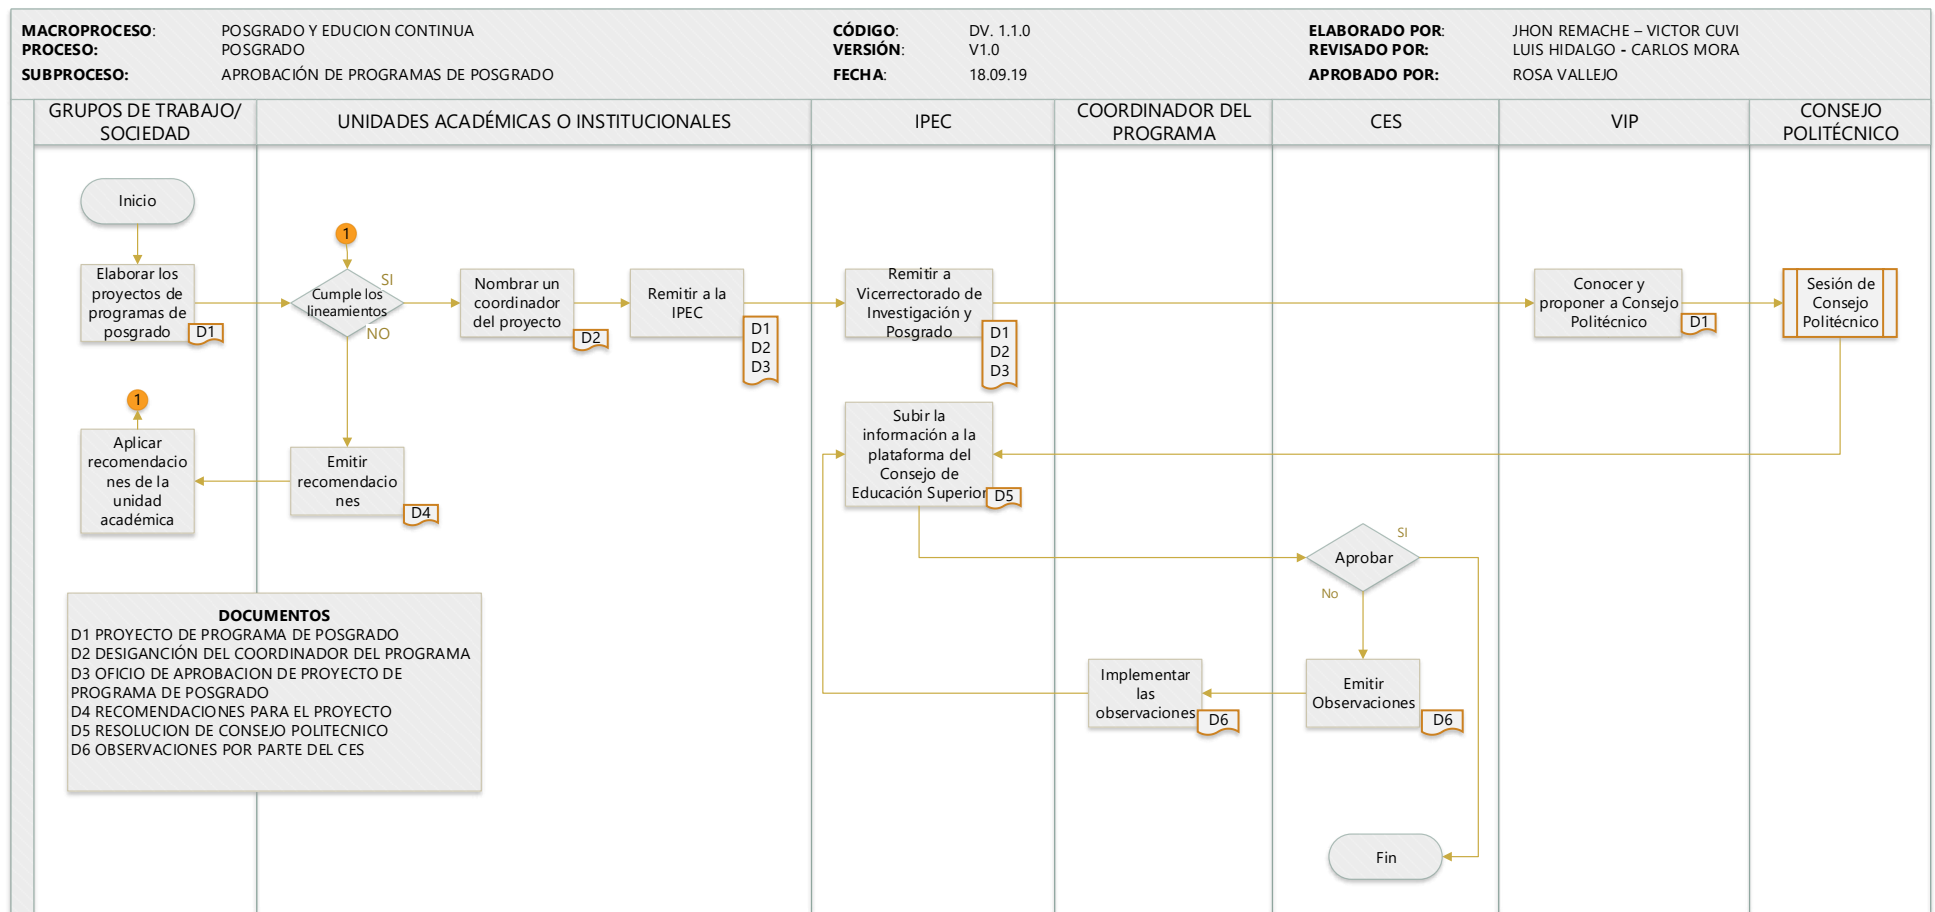 MACROPROCESO: POSGRADO Y EDUCION CONTINUA
PROCESO: POSGRADO
SUBPROCESO: APROBACIÓN DE PROGRAMAS DE POSGRADO
CÓDIGO: DV. 1.1.0
VERSIÓN: V1.0
FECHA: 18.09.19
ELABORADO POR: JHON REMACHE – VICTOR CUVI
REVISADO POR: LUIS HIDALGO - CARLOS MORA
APROBADO POR: ROSA VALLEJO
GRUPOS DE TRABAJO/
SOCIEDAD
UNIDADES ACADÉMICAS O INSTITUCIONALES
IPEC
COORDINADOR DEL
PROGRAMA
CES
VIP
CONSEJO
POLITÉCNICO
Inicio
Elaborar los
proyectos de
programas de
posgrado
D1
1
Cumple los
lineamientos
SI
NO
Nombrar un
coordinador
del proyecto
D2
Remitir a la
IPEC
D1
D2
D3
Remitir a
Vicerrectorado de
Investigación y
Posgrado
D1
D2
D3
Conocer y
proponer a Consejo
Politécnico
D1
Sesión de
Consejo
Politécnico
1
Aplicar
recomendacio
nes de la
unidad
académica
Emitir
recomendacio
nes
D4
Subir la
información a la
plataforma del
Consejo de
Educación Superior
D5
Aprobar
SI
No
Implementar
las
observaciones
D6
Emitir
Observaciones
D6
DOCUMENTOS
D1 PROYECTO DE PROGRAMA DE POSGRADO
D2 DESIGANCIÓN DEL COORDINADOR DEL PROGRAMA
D3 OFICIO DE APROBACION DE PROYECTO DE
PROGRAMA DE POSGRADO
D4 RECOMENDACIONES PARA EL PROYECTO
D5 RESOLUCION DE CONSEJO POLITECNICO
D6 OBSERVACIONES POR PARTE DEL CES
Fin